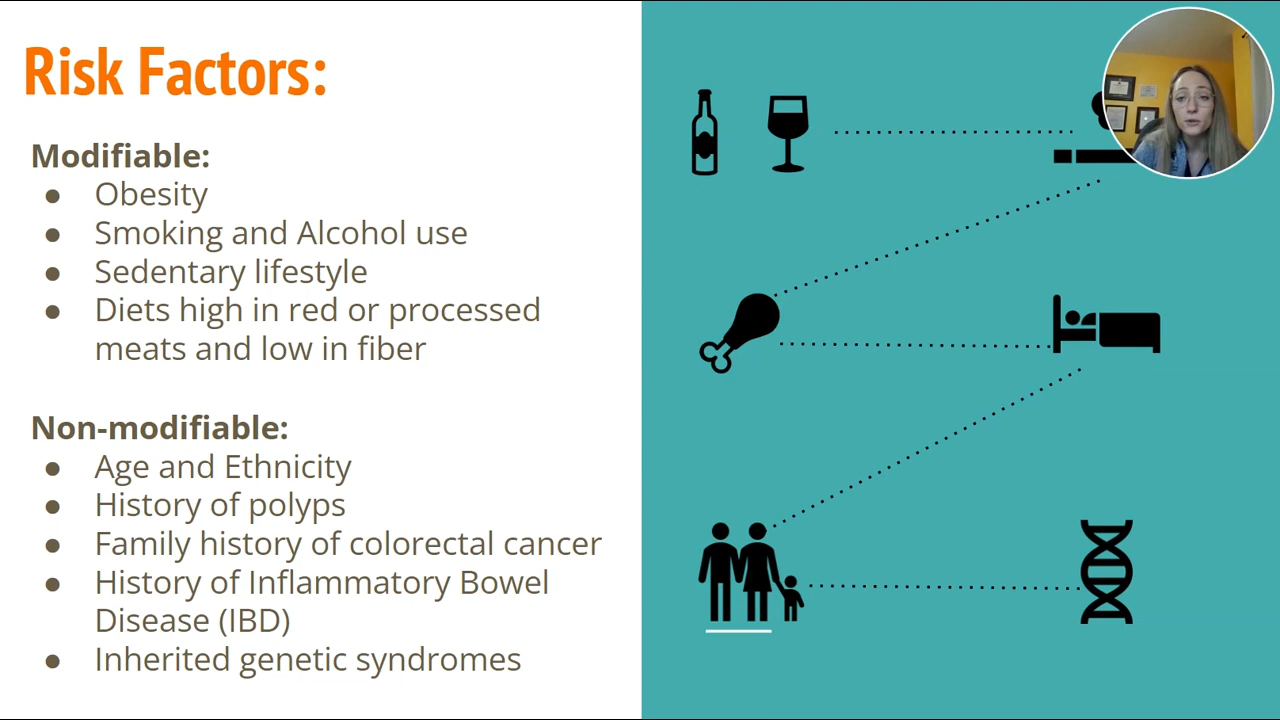 Risk Factors:
Modifiable:
● Obesity
● Smoking and Alcohol use
● Sedentary lifestyle
● Diets high in red or processed
meats and low in fiber
Non-modifiable:
● Age and Ethnicity
● History of polyps
● Family history of colorectal cancer
● History of Inflammatory Bowel
Disease (IBD)
● Inherited genetic syndromes